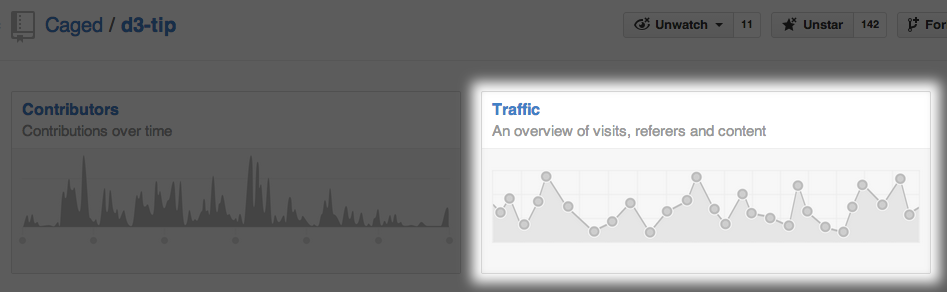 Caged / d3-tip
Unwatch 11 Unstar 142 For
Contributors
Contributions over time
Traffic
An overview of visits, referers and content